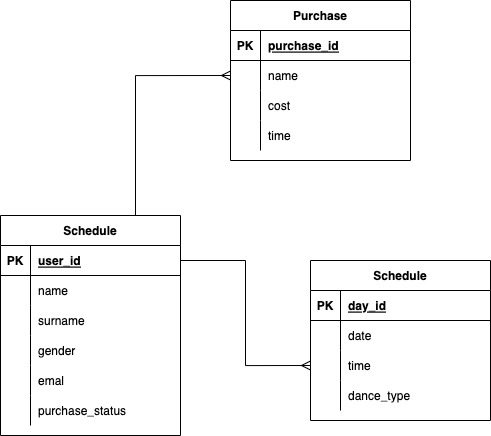 Purchase
PK purchase_id
name
cost
time
Schedule
PK user_id
name
surname
gender
emal
purchase_status
Schedule
PK day_id
date
time
dance_type